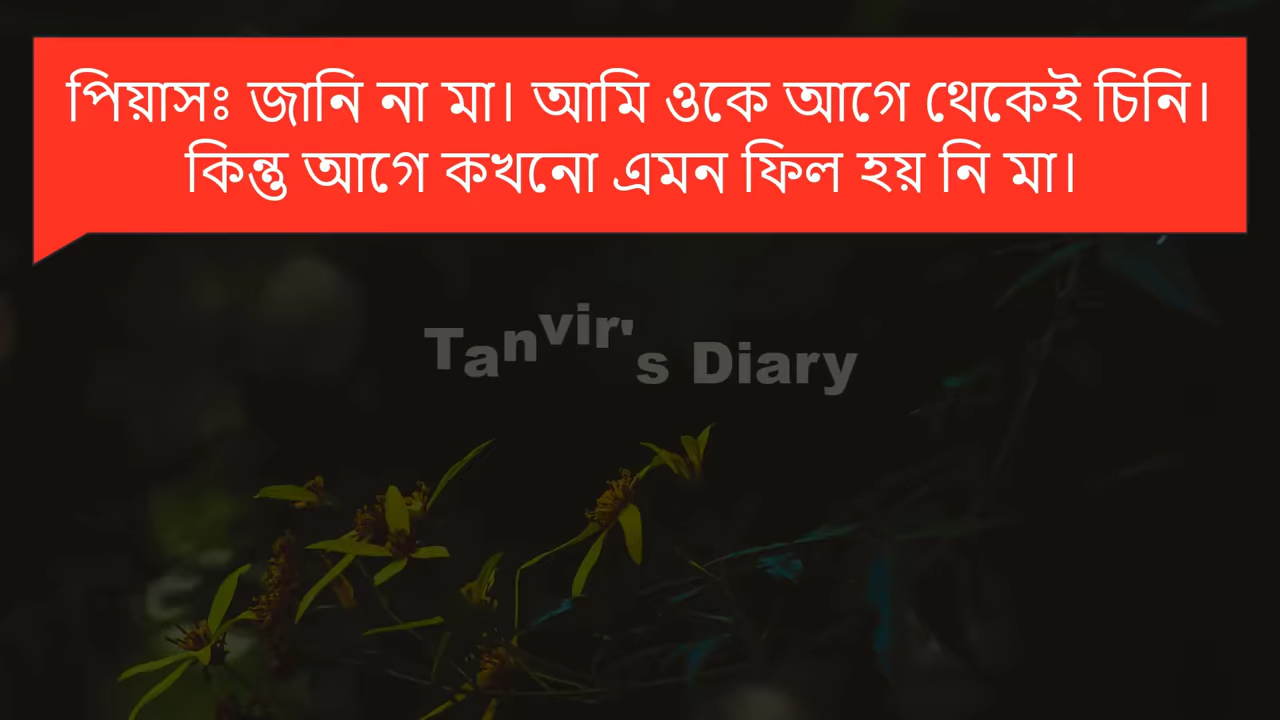 পিয়াসঃ জানি না মা। আমি ওকে আগে থেকেই চিনি।
কিন্তু আগে কখনো এমন ফিল হয় নি মা।
Tanvir's Diary